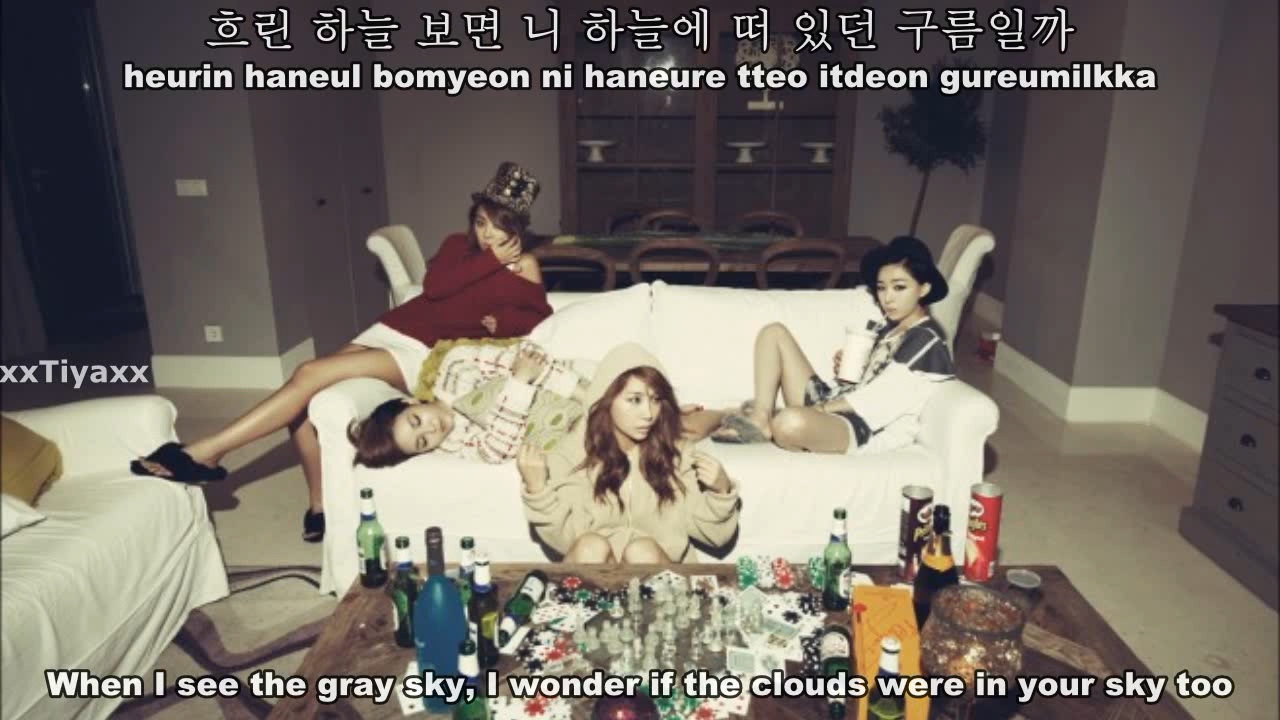 흐린 하늘 보면 니 하늘에 떠 있던 구름일까
heurin haneul bomyeon ni haneure tteo itdeon gureumilkka
xxTiyaxx
When I see the gray sky, I wonder if the clouds were in your sky too